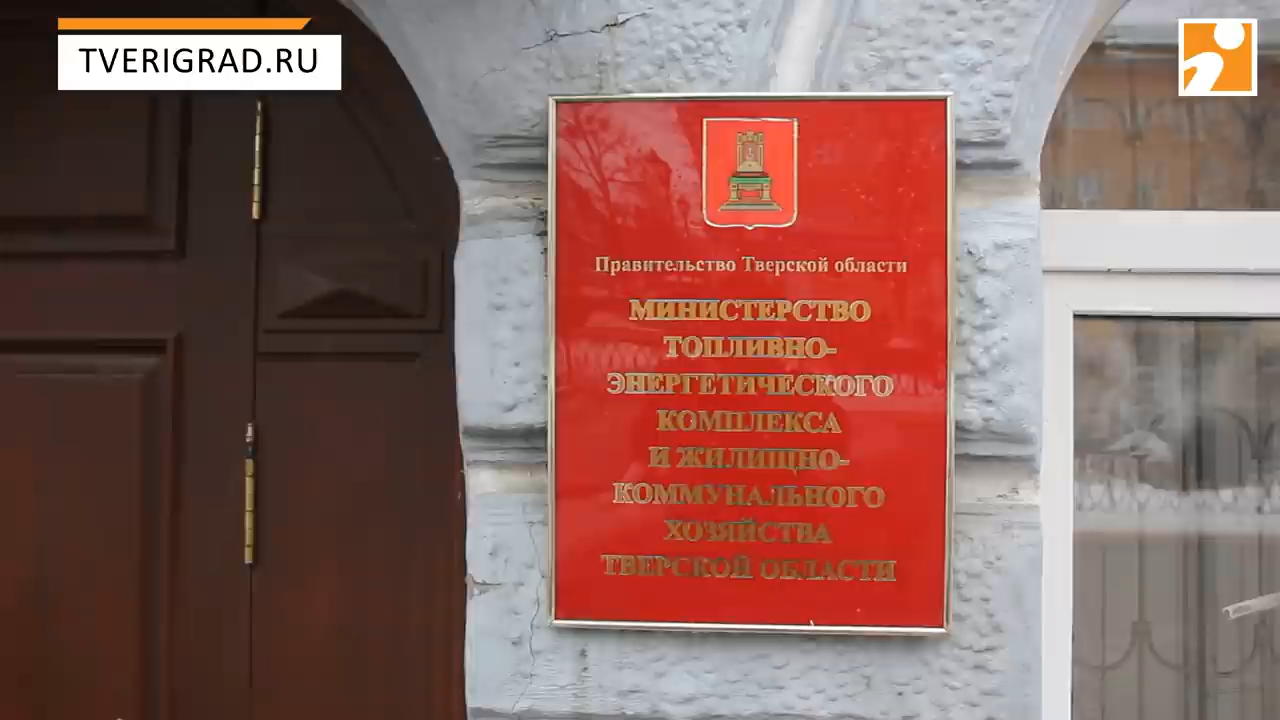 TVERIGRAD.RU
Правительство Тверской области
МИНИСТЕРСТВО
ТОПЛИВНО-
ЭНЕРГЕТИЧЕСКОГО
КОМПЛЕКСА
И ЖИЛИЩНО-
КОММУНАЛЬНОГО
ХОЗЯЙСТВА
ТВЕРСКОЙ ОБЛАСТИ